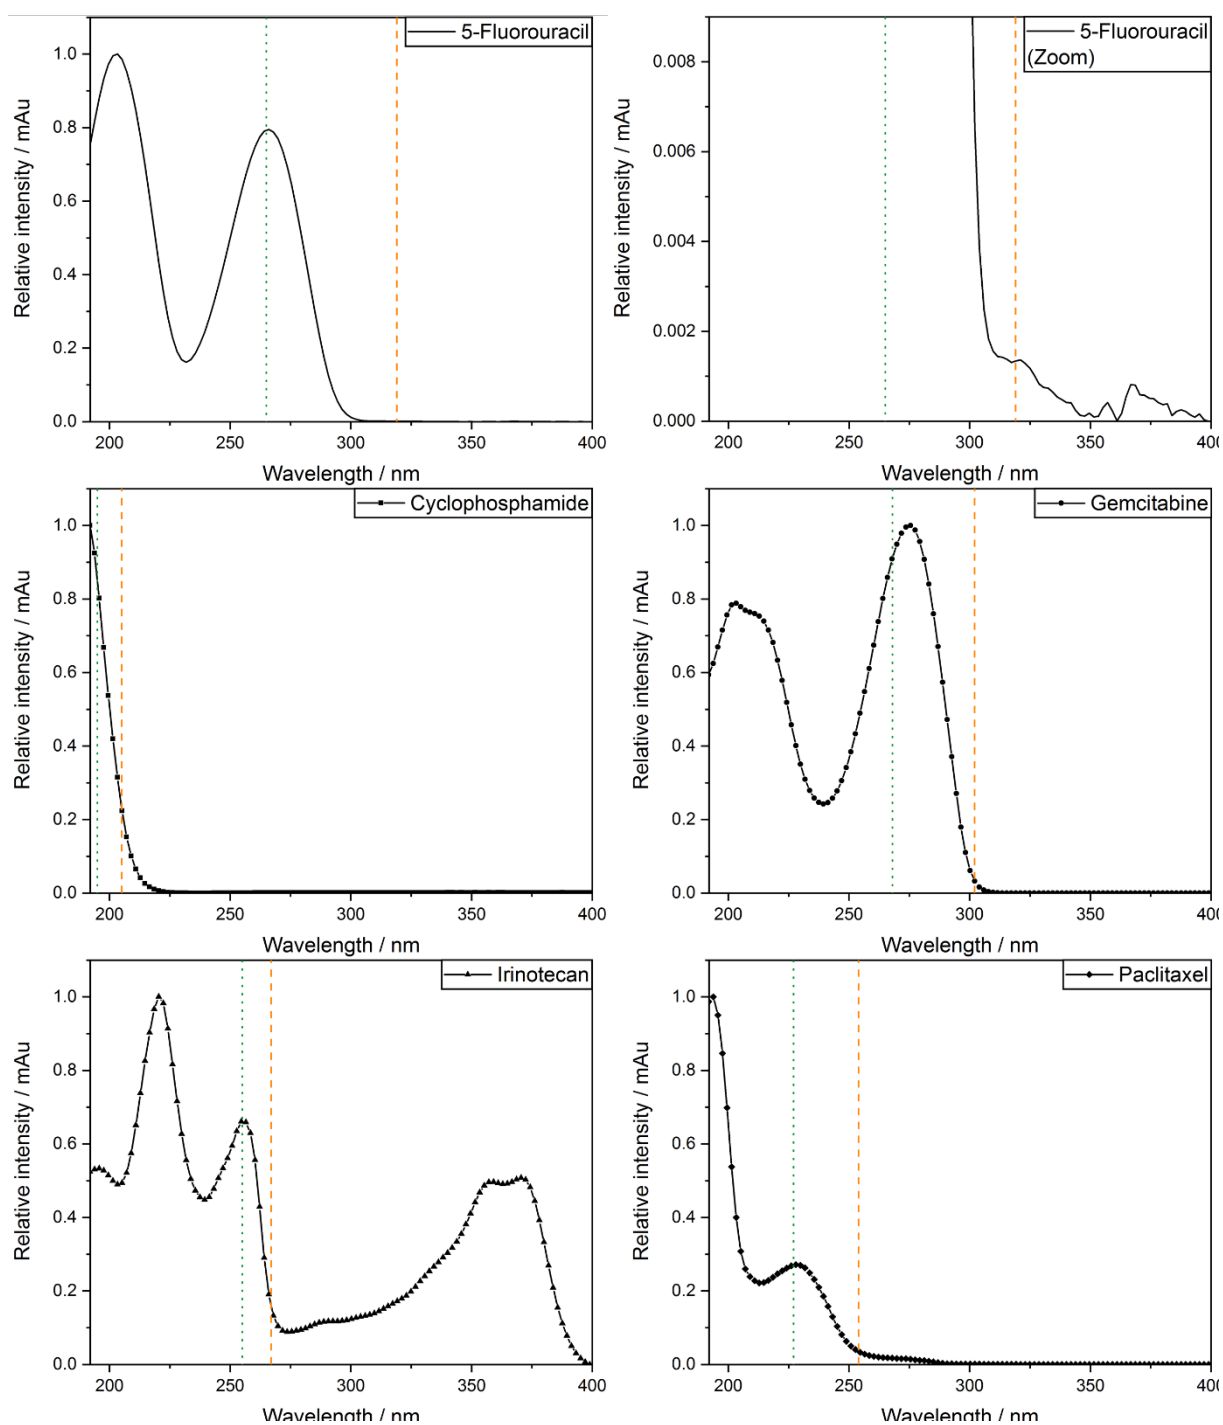 5-Fluorouracil
1.0
0.8
0.6
0.4
0.2
0.0
Relative intensity / mAu
200 250 300 350 400
Wavelength / nm
5-Fluorouracil
(Zoom)
0.008
0.006
0.004
0.002
0.000
Relative intensity / mAu
200 250 300 350 400
Wavelength / nm
Cyclophosphamide
1.0
0.8
0.6
0.4
0.2
0.0
Relative intensity / mAu
200 250 300 350 400
Wavelength / nm
Gemcitabine
1.0
0.8
0.6
0.4
0.2
0.0
Relative intensity / mAu
200 250 300 350 400
Wavelength / nm
Irinotecan
1.0
0.8
0.6
0.4
0.2
0.0
Relative intensity / mAu
200 250 300 350 400
Wavelength / nm
Paclitaxel
1.0
0.8
0.6
0.4
0.2
0.0
Relative intensity / mAu
200 250 300 350 400
Wavelength / nm